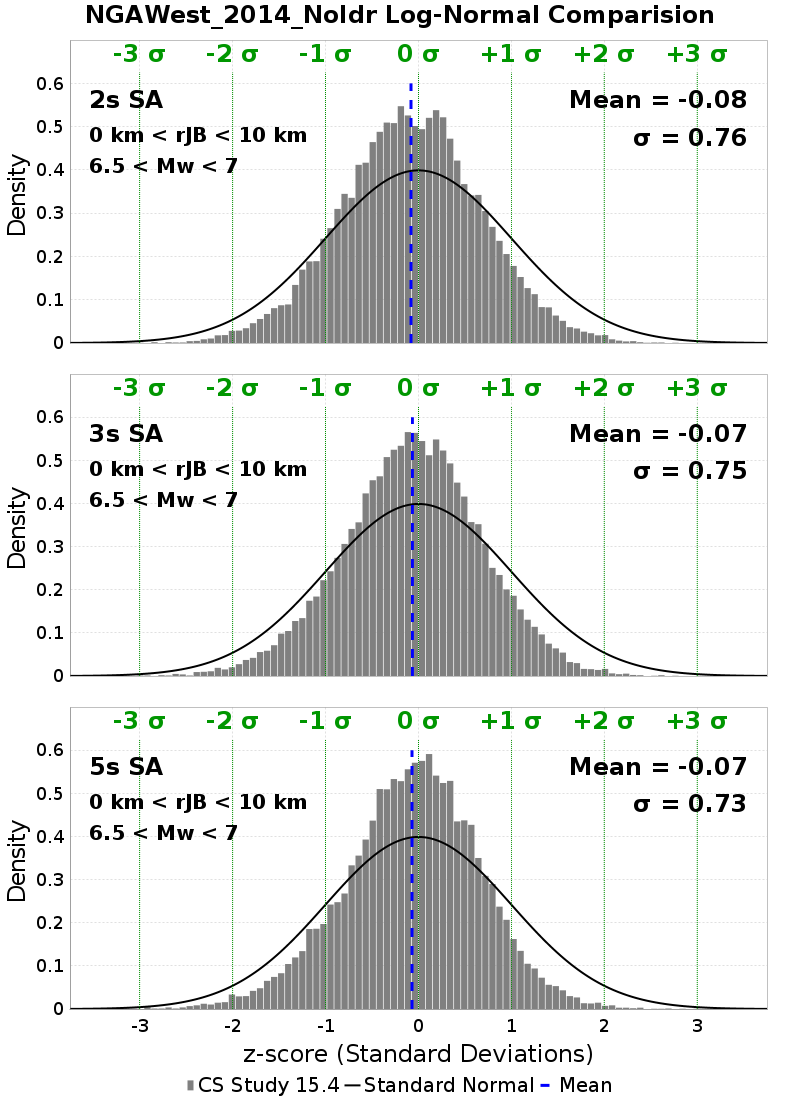 NGAWest_2014_NoIdr Log-Normal Comparision
-3 σ -2 σ -1 σ 0 σ +1 σ +2 σ +3 σ
2s SA
0 km < rJB < 10 km
6.5 < Mw < 7
Mean = -0.08
σ = 0.76
Density
0.6
0.5
0.4
0.3
0.2
0.1
0
-3 σ -2 σ -1 σ 0 σ +1 σ +2 σ +3 σ
3s SA
0 km < rJB < 10 km
6.5 < Mw < 7
Mean = -0.07
σ = 0.75
Density
0.6
0.5
0.4
0.3
0.2
0.1
0
-3 σ -2 σ -1 σ 0 σ +1 σ +2 σ +3 σ
5s SA
0 km < rJB < 10 km
6.5 < Mw < 7
Mean = -0.07
σ = 0.73
Density
0.6
0.5
0.4
0.3
0.2
0.1
0
-3 -2 -1 0 1 2 3
z-score (Standard Deviations)
CS Study 15.4 Standard Normal Mean